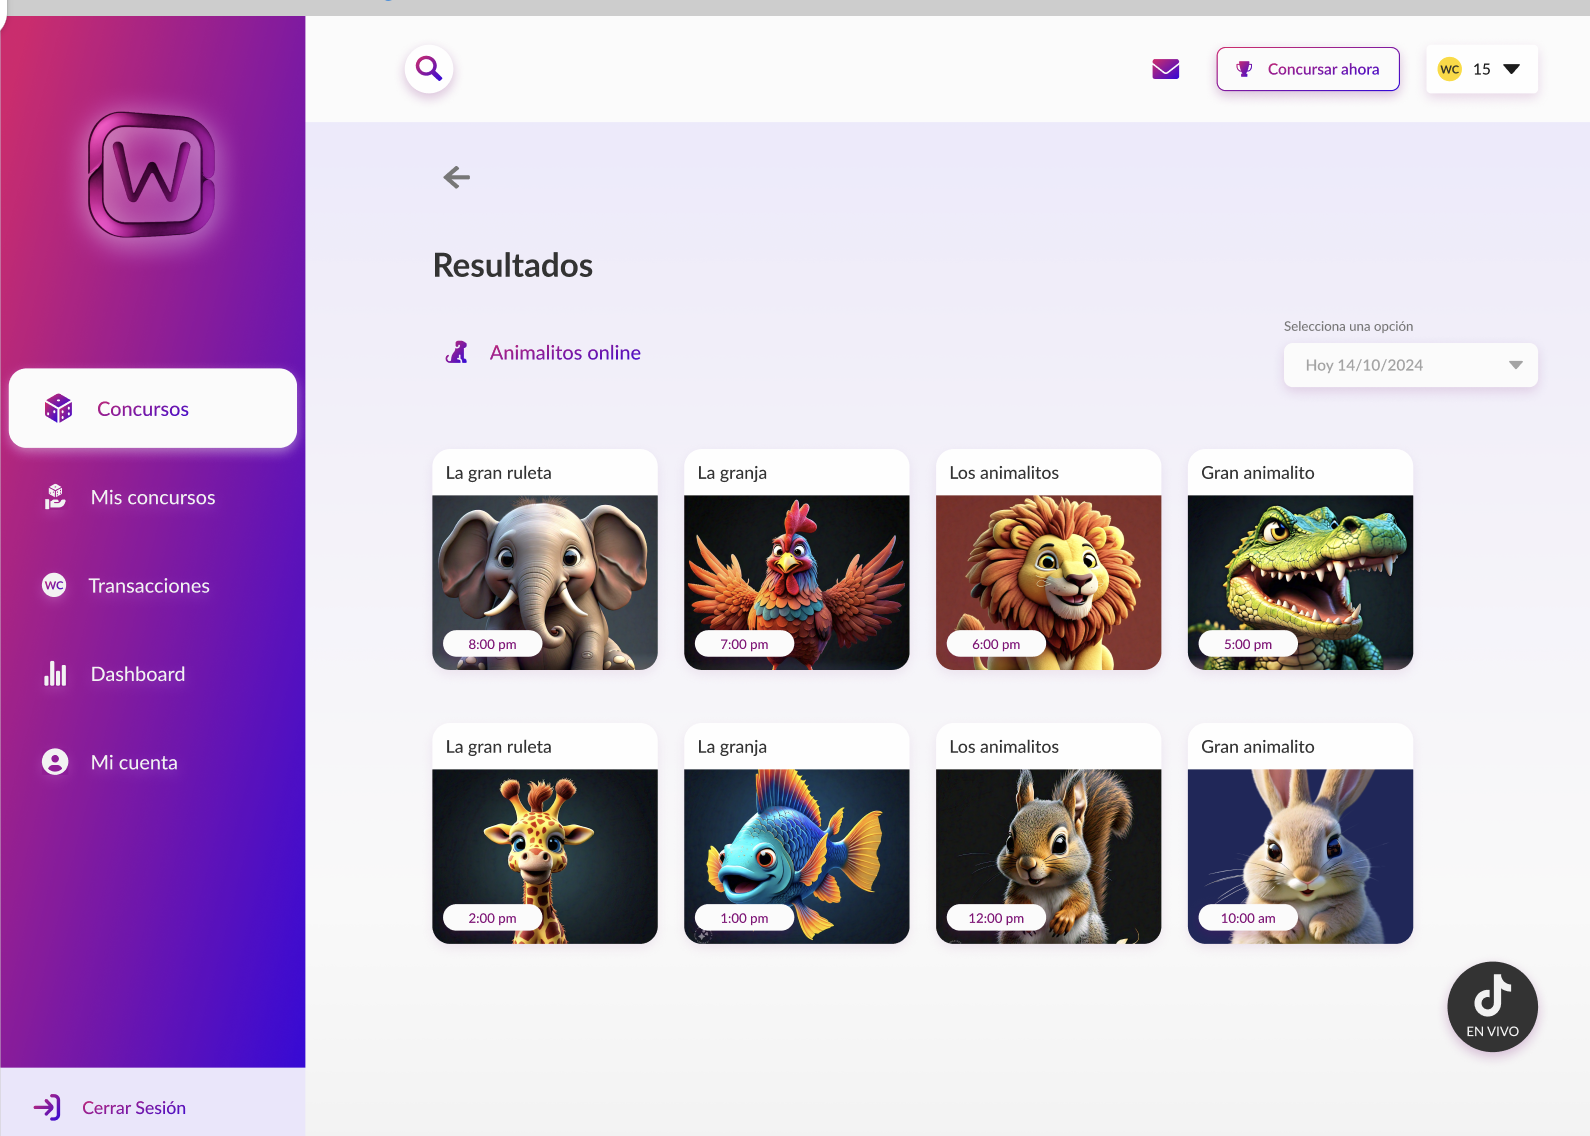 W
Concursar ahora
WC 15
Resultados
Animalitos online
Selecciona una opción
Hoy 14/10/2024
Concursos
Mis concursos
WC Transacciones
Dashboard
Mi cuenta
Cerrar Sesión
La gran ruleta
8:00 pm
La granja
7:00 pm
Los animalitos
6:00 pm
Gran animalito
5:00 pm
La gran ruleta
2:00 pm
La granja
1:00 pm
Los animalitos
12:00 pm
Gran animalito
10:00 am
EN VIVO